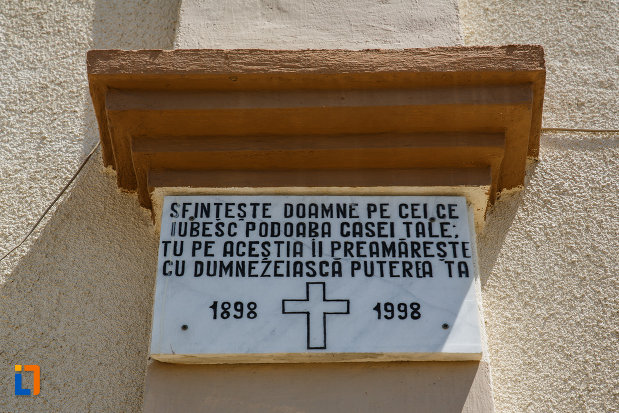 SFINȚEȘTE DOAMNE PE CEI CE
IUBESC PODOABA CASEI TALE;
TU PE ACEȘTIA ÎI PREAMĂREȘTE
CU DUMNEZEIASCĂ PUTEREA TA
1898 1998